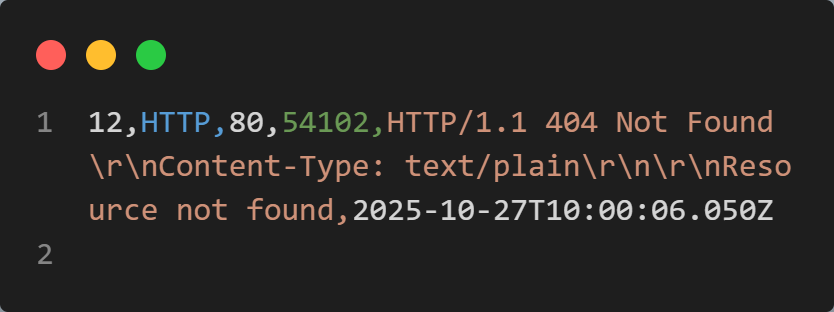 1 12,HTTP,80,54102,HTTP/1.1 404 Not Found
\r\nContent-Type: text/plain\r\n\r\nReso
urce not found,2025-10-27T10:00:06.050Z
2